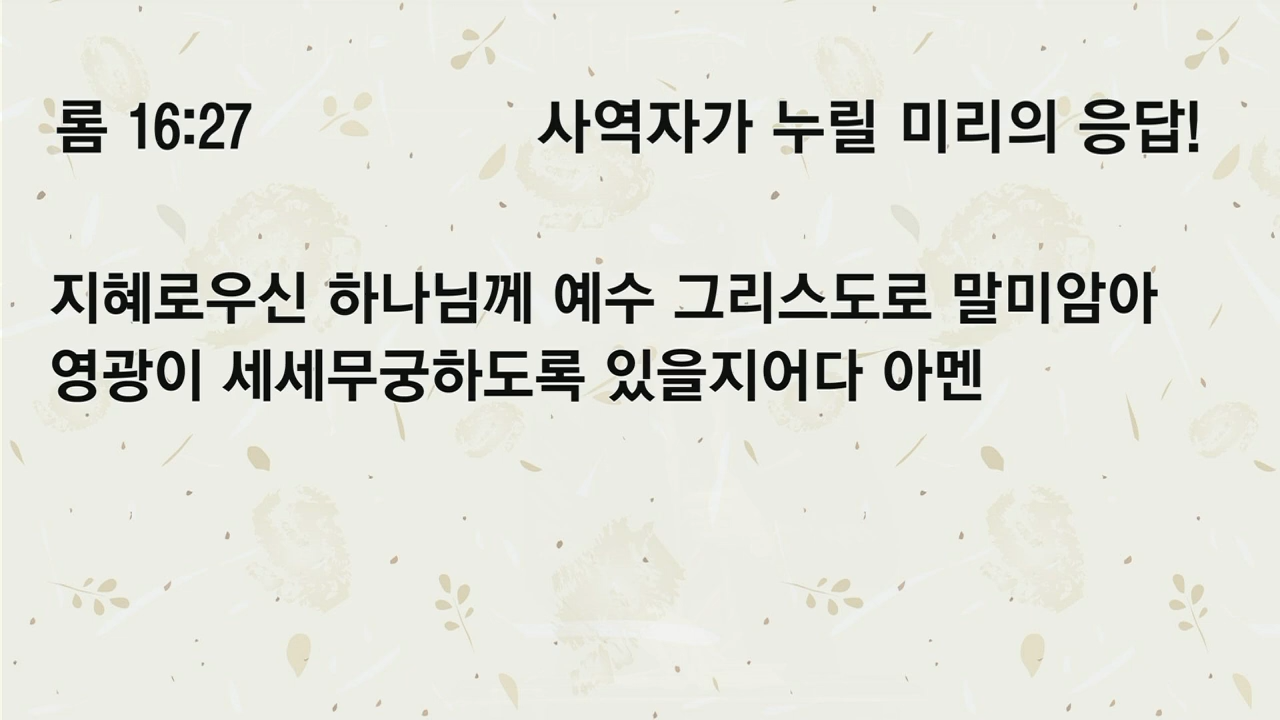 롬 16:27 사역자가 누릴 미리의 응답!
지혜로우신 하나님께 예수 그리스도로 말미암아
영광이 세세무궁하도록 있을지어다 아멘